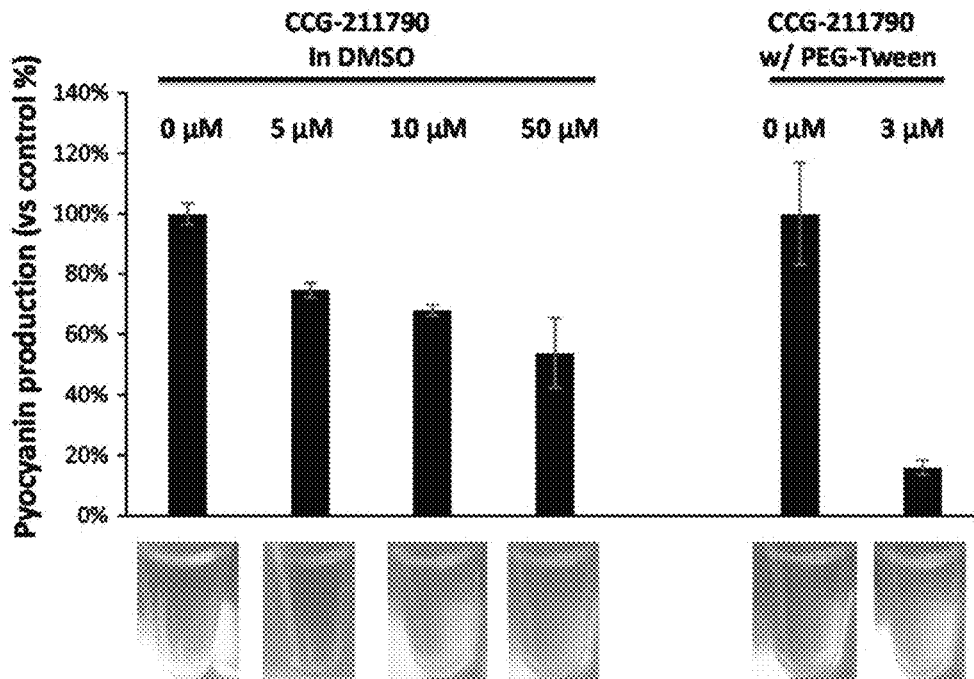 CCG-211790
In DMSO
CCG-211790
w/ PEG-Tween
Pyocyanin production (vs control %)
140%
120%
100%
80%
60%
40%
20%
0%
0 µM
5 µM
10 µM
50 µM
0 µM
3 µM